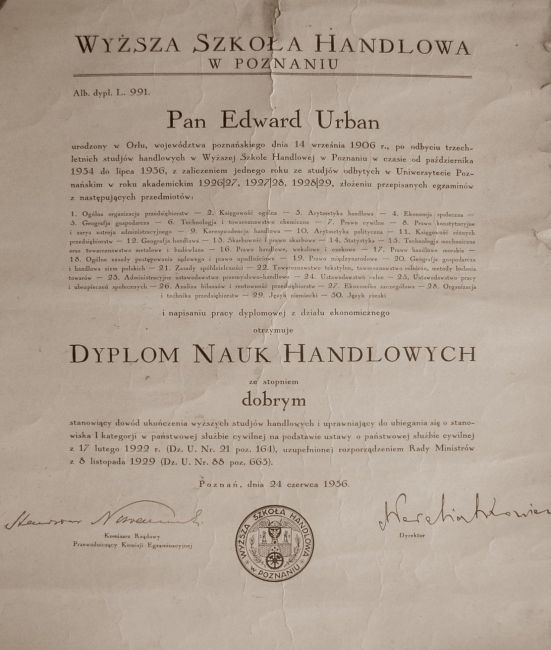 WYŻSZA SZKOŁA HANDLOWA
W POZNANIU
Alb. dypl. L. 991.
Pan Edward Urban
urodzony w Orlu, województwa poznańskiego dnia 14 września 1906 r., po odbyciu trzech-
letnich studjów handlowych w Wyższej Szkole Handlowej w Poznaniu w czasie od października
1934 do lipca 1936, z zaliczeniem jednego roku ze studjów odbytych w Uniwersytecie Poz-
nańskim w roku akademickim 1926|27, 1927|28, 1928|29, złożeniu przepisanych egzaminów
z następujących przedmiotów:
1. Ogólna organizacja przedsiębiorstw — 2. Księgowość ogólna — 3. Arytmetyka handlowa — 4. Ekonomja społeczna —
5. Geografja gospodarcza — 6. Technologja i towaroznawstwo chemiczne — 7. Prawo cywilne — 8. Prawo konstytucyjne
i zarys ustroju administracyjnego — 9. Korespondencja handlowa — 10. Arytmetyka polityczna — 11. Księgowość różnych
przedsiębiorstw — 12. Geografja handlowa — 13. Skarbowość i prawo skarbowe — 14. Statystyka — 15. Technologja mechaniczna
oraz towaroznawstwo metalowe i budowlane — 16. Prawo handlowe, wekslowe i czekowe — 17. Prawo handlowe morskie —
18. Ogólne zasady postępowania sądowego i prawo upadłościowe — 19. Prawo międzynarodowe — 20. Geografja gospodarcza
i handlowa ziem polskich — 21. Zasady spółdzielczości — 22. Towaroznawstwo tekstylne, towaroznawstwo odzieżn., metody badania
towarów — 23. Administracyjne ustawodawstwo przemysłowo-handlowe — 24. Ustawodawstwo celne — 25. Ustawodawstwo pracy
i ubezpieczeń społecznych — 26. Analiza bilansów i rentowność przedsiębiorstw — 27. Ekonomika szczegółowa — 28. Organizacja
i technika przedsiębiorstw — 29. Język niemiecki — 30. Język
i napisaniu pracy dyplomowej z działu ekonomicznego
otrzymuje
DYPLOM NAUK HANDLOWYCH
ze stopniem
dobrym
stanowiący dowód ukończenia wyższych studjów handlowych i uprawniający do ubiegania się o stano-
wiska I kategorji w państwowej służbie cywilnej na podstawie ustawy o państwowej służbie cywilnej
z 17 lutego 1922 r. (Dz. U. Nr. 21 poz. 164), uzupełnionej rozporządzeniem Rady Ministrów
z 8 listopada 1929 (Dz. U. Nr. 88 poz. 663).
Poznań, dnia 24 czerwca 1936.
Komisarz Rządowy
Przewodniczący Komisji Egzaminacyjnej
WYŻSZA SZKOŁA HANDLOWA
W POZNANIU
Dyrektor